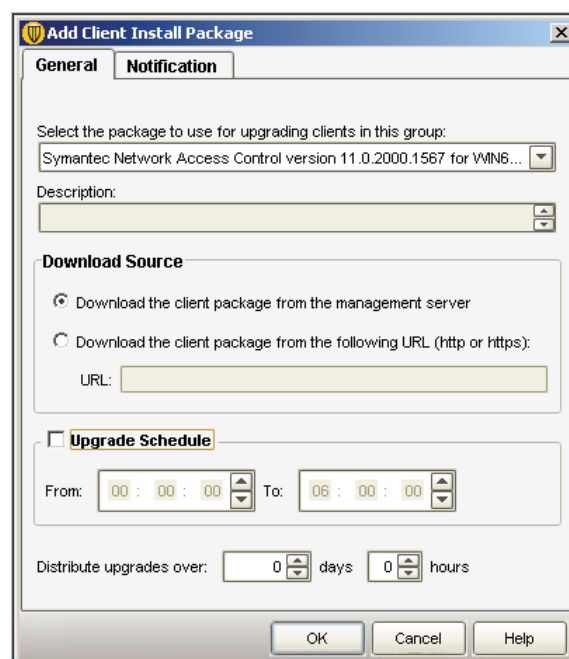 Add Client Install Package
General Notification
Select the package to use for upgrading clients in this group:
Symantec Network Access Control version 11.0.2000.1567 for WIN6...
Description:
Download Source
Download the client package from the management server
Download the client package from the following URL (http or https):
URL:
Upgrade Schedule
From: 00 : 00 : 00 To: 06 : 00 : 00
Distribute upgrades over: 0 days 0 hours
OK Cancel Help